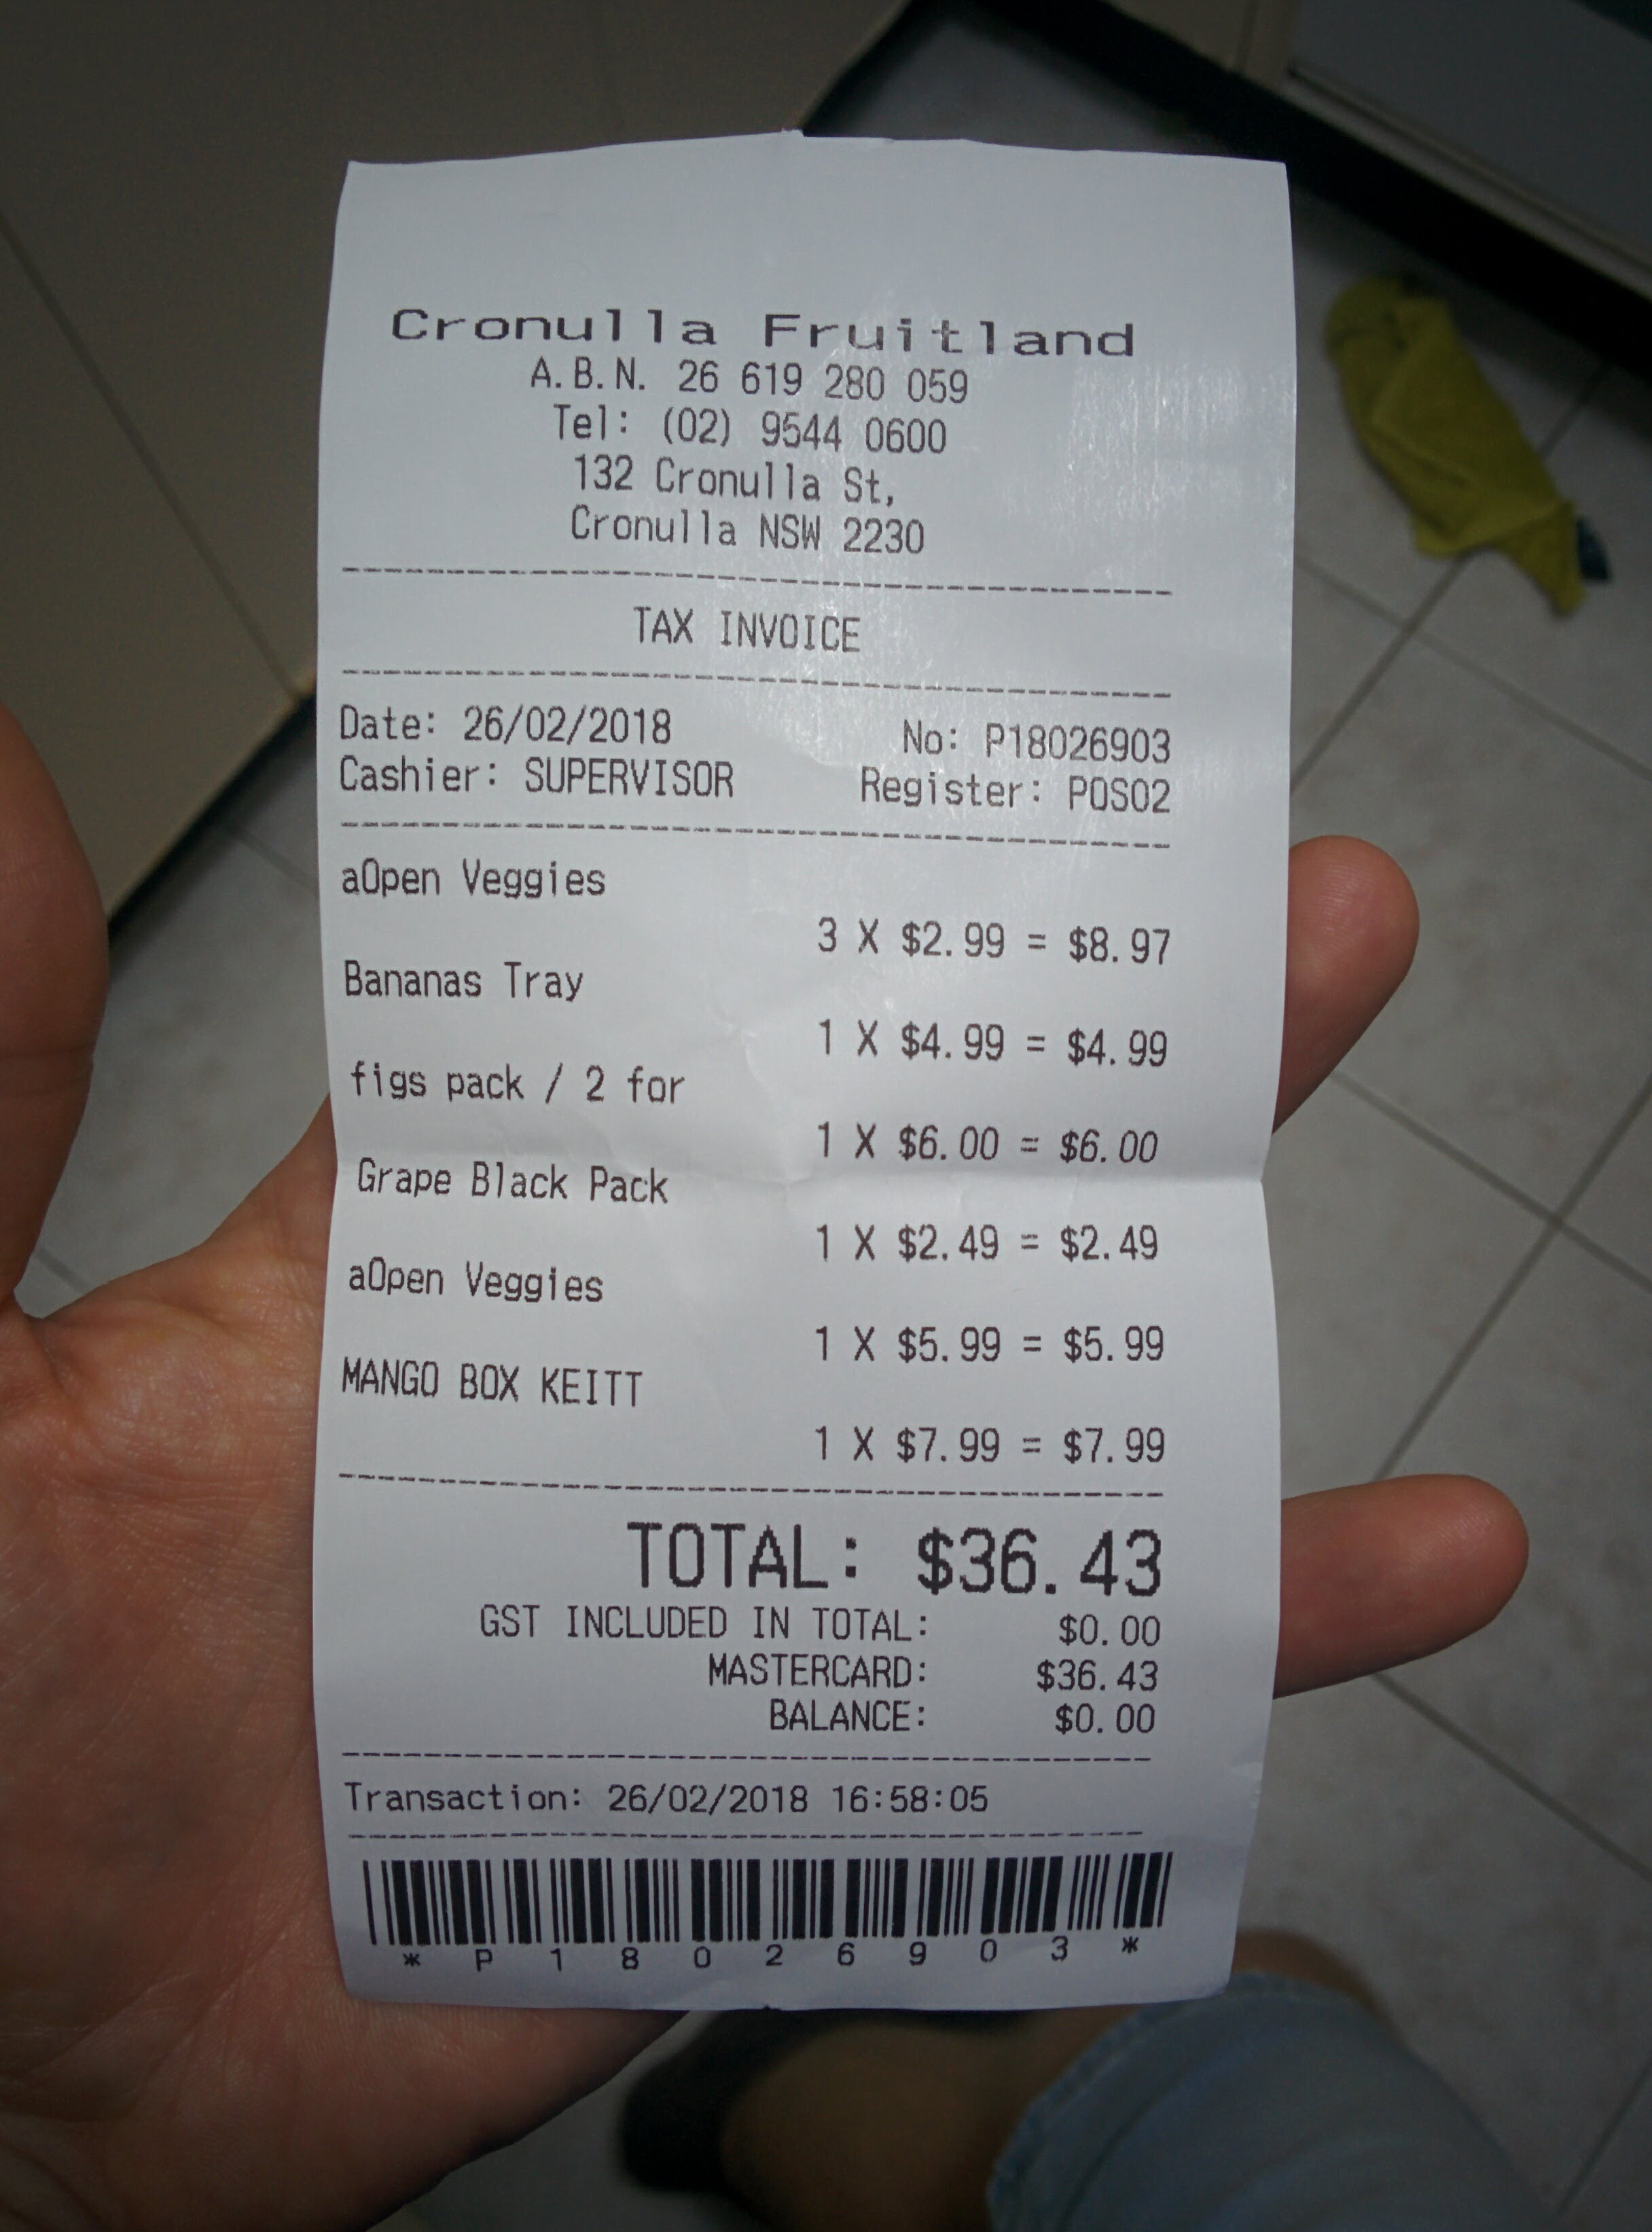 Cronulla Fruitland
A.B.N. 26 619 280 059
Tel: (02) 9544 0600
132 Cronulla St,
Cronulla NSW 2230
TAX INVOICE
Date: 26/02/2018 No: P18026903
Cashier: SUPERVISOR Register: POS02
aOpen Veggies
3 X $2.99 = $8.97
Bananas Tray
1 X $4.99 = $4.99
figs pack / 2 for
1 X $6.00 = $6.00
Grape Black Pack
1 X $2.49 = $2.49
aOpen Veggies
1 X $5.99 = $5.99
MANGO BOX KEITT
1 X $7.99 = $7.99
TOTAL: $36.43
GST INCLUDED IN TOTAL: $0.00
MASTERCARD: $36.43
BALANCE: $0.00
Transaction: 26/02/2018 16:58:05
* P 1 8 0 2 6 9 0 3 *